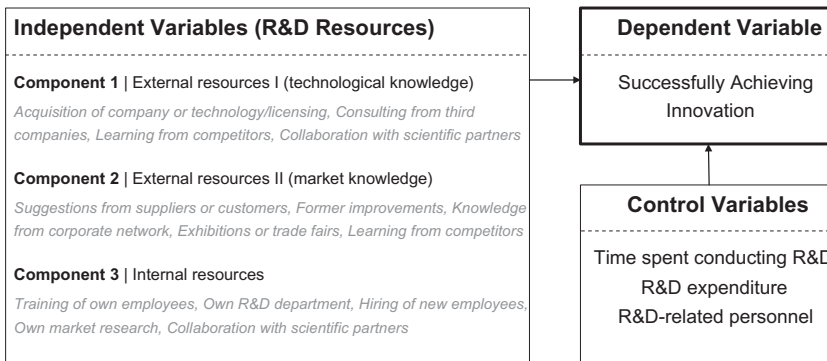 Independent Variables (R&D Resources)
Component 1 | External resources I (technological knowledge)
Acquisition of company or technology/licensing, Consulting from third
companies, Learning from competitors, Collaboration with scientific partners
Component 2 | External resources II (market knowledge)
Suggestions from suppliers or customers, Former improvements, Knowledge
from corporate network, Exhibitions or trade fairs, Learning from competitors
Component 3 | Internal resources
Training of own employees, Own R&D department, Hiring of new employees,
Own market research, Collaboration with scientific partners
Dependent Variable
Successfully Achieving
Innovation
Control Variables
Time spent conducting R&D
R&D expenditure
R&D-related personnel